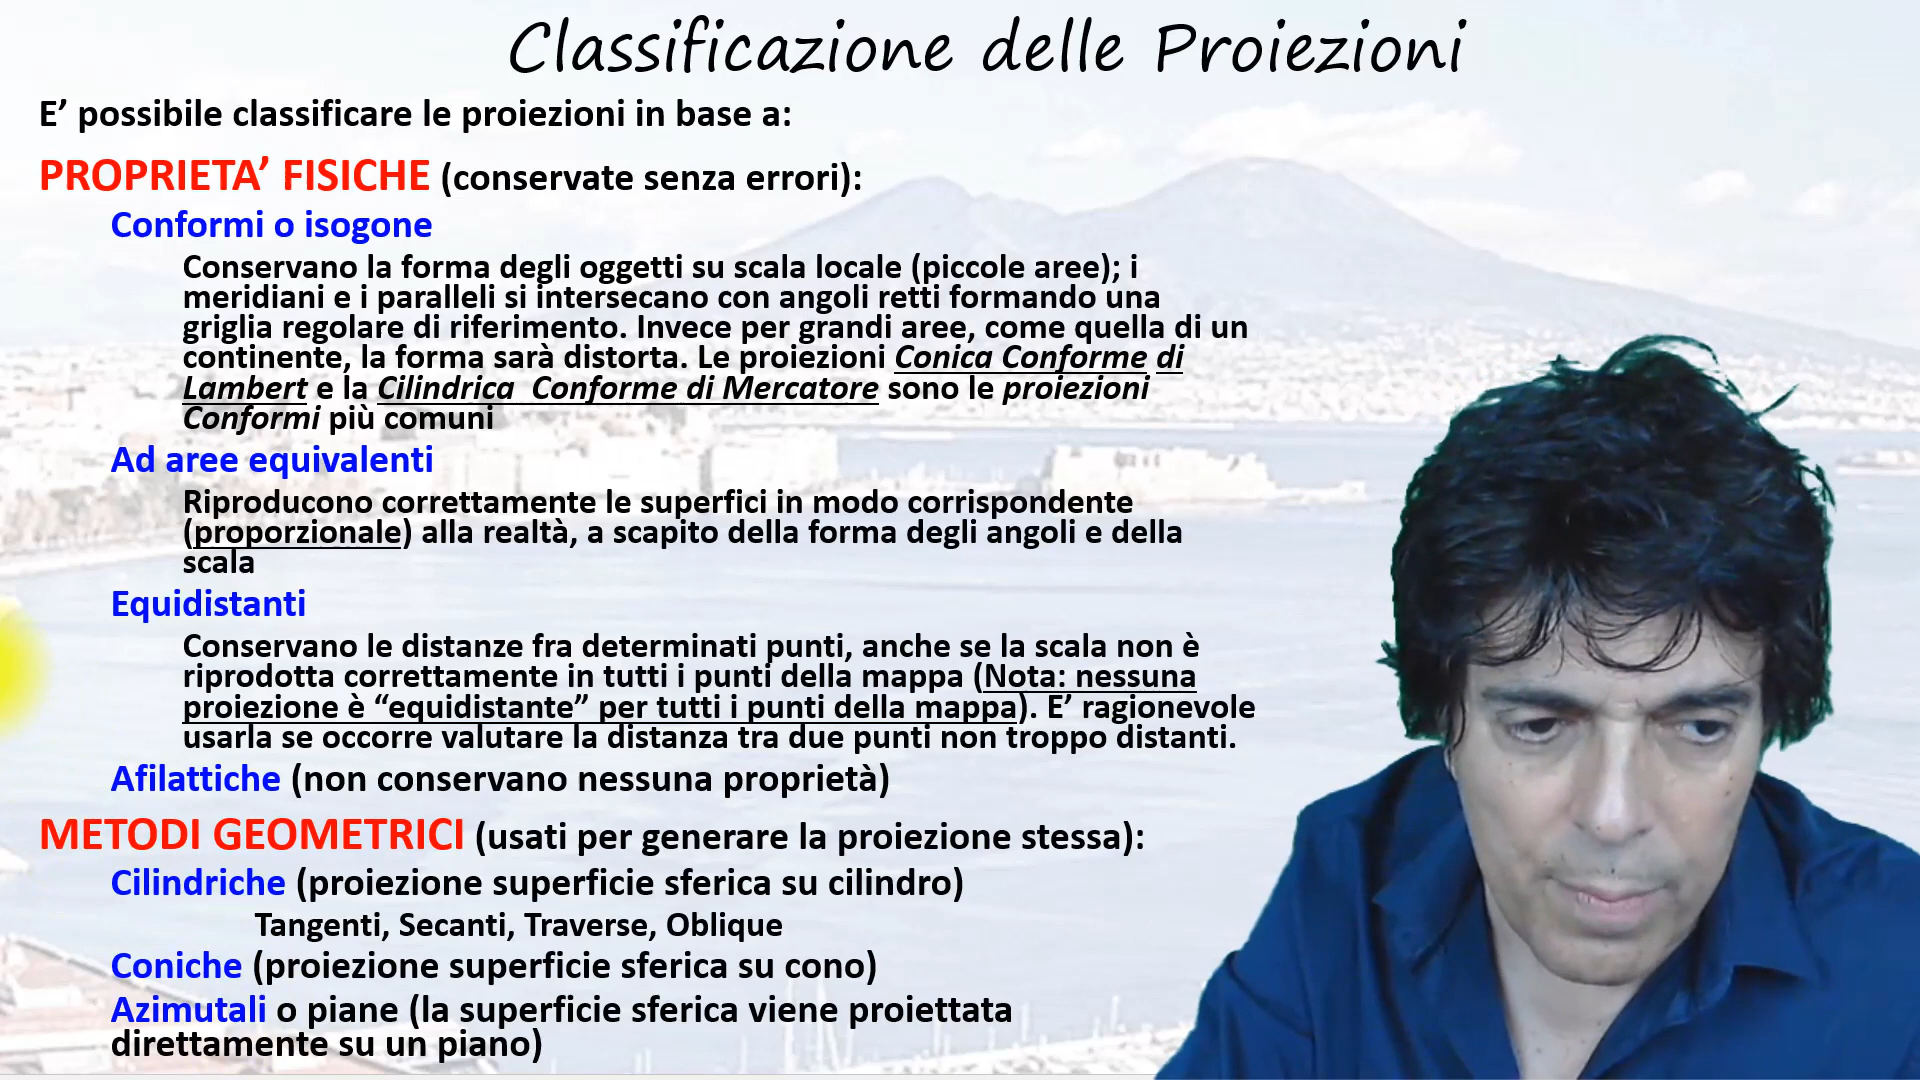 Classificazione delle Proiezioni
E’ possibile classificare le proiezioni in base a:
PROPRIETA’ FISICHE (conservate senza errori):
Conformi o isogone
Conservano la forma degli oggetti su scala locale (piccole aree); i
meridiani e i paralleli si intersecano con angoli retti formando una
griglia regolare di riferimento. Invece per grandi aree, come quella di un
continente, la forma sarà distorta. Le proiezioni Conica Conforme di
Lambert e la Cilindrica Conforme di Mercatore sono le proiezioni
Conformi più comuni
Ad aree equivalenti
Riproducono correttamente le superfici in modo corrispondente
(proporzionale) alla realtà, a scapito della forma degli angoli e della
scala
Equidistanti
Conservano le distanze fra determinati punti, anche se la scala non è
riprodotta correttamente in tutti i punti della mappa (Nota: nessuna
proiezione è “equidistante” per tutti i punti della mappa). E’ ragionevole
usarla se occorre valutare la distanza tra due punti non troppo distanti.
Afilattiche (non conservano nessuna proprietà)
METODI GEOMETRICI (usati per generare la proiezione stessa):
Cilindriche (proiezione superficie sferica su cilindro)
Tangenti, Secanti, Traverse, Oblique
Coniche (proiezione superficie sferica su cono)
Azimutali o piane (la superficie sferica viene proiettata
direttamente su un piano)